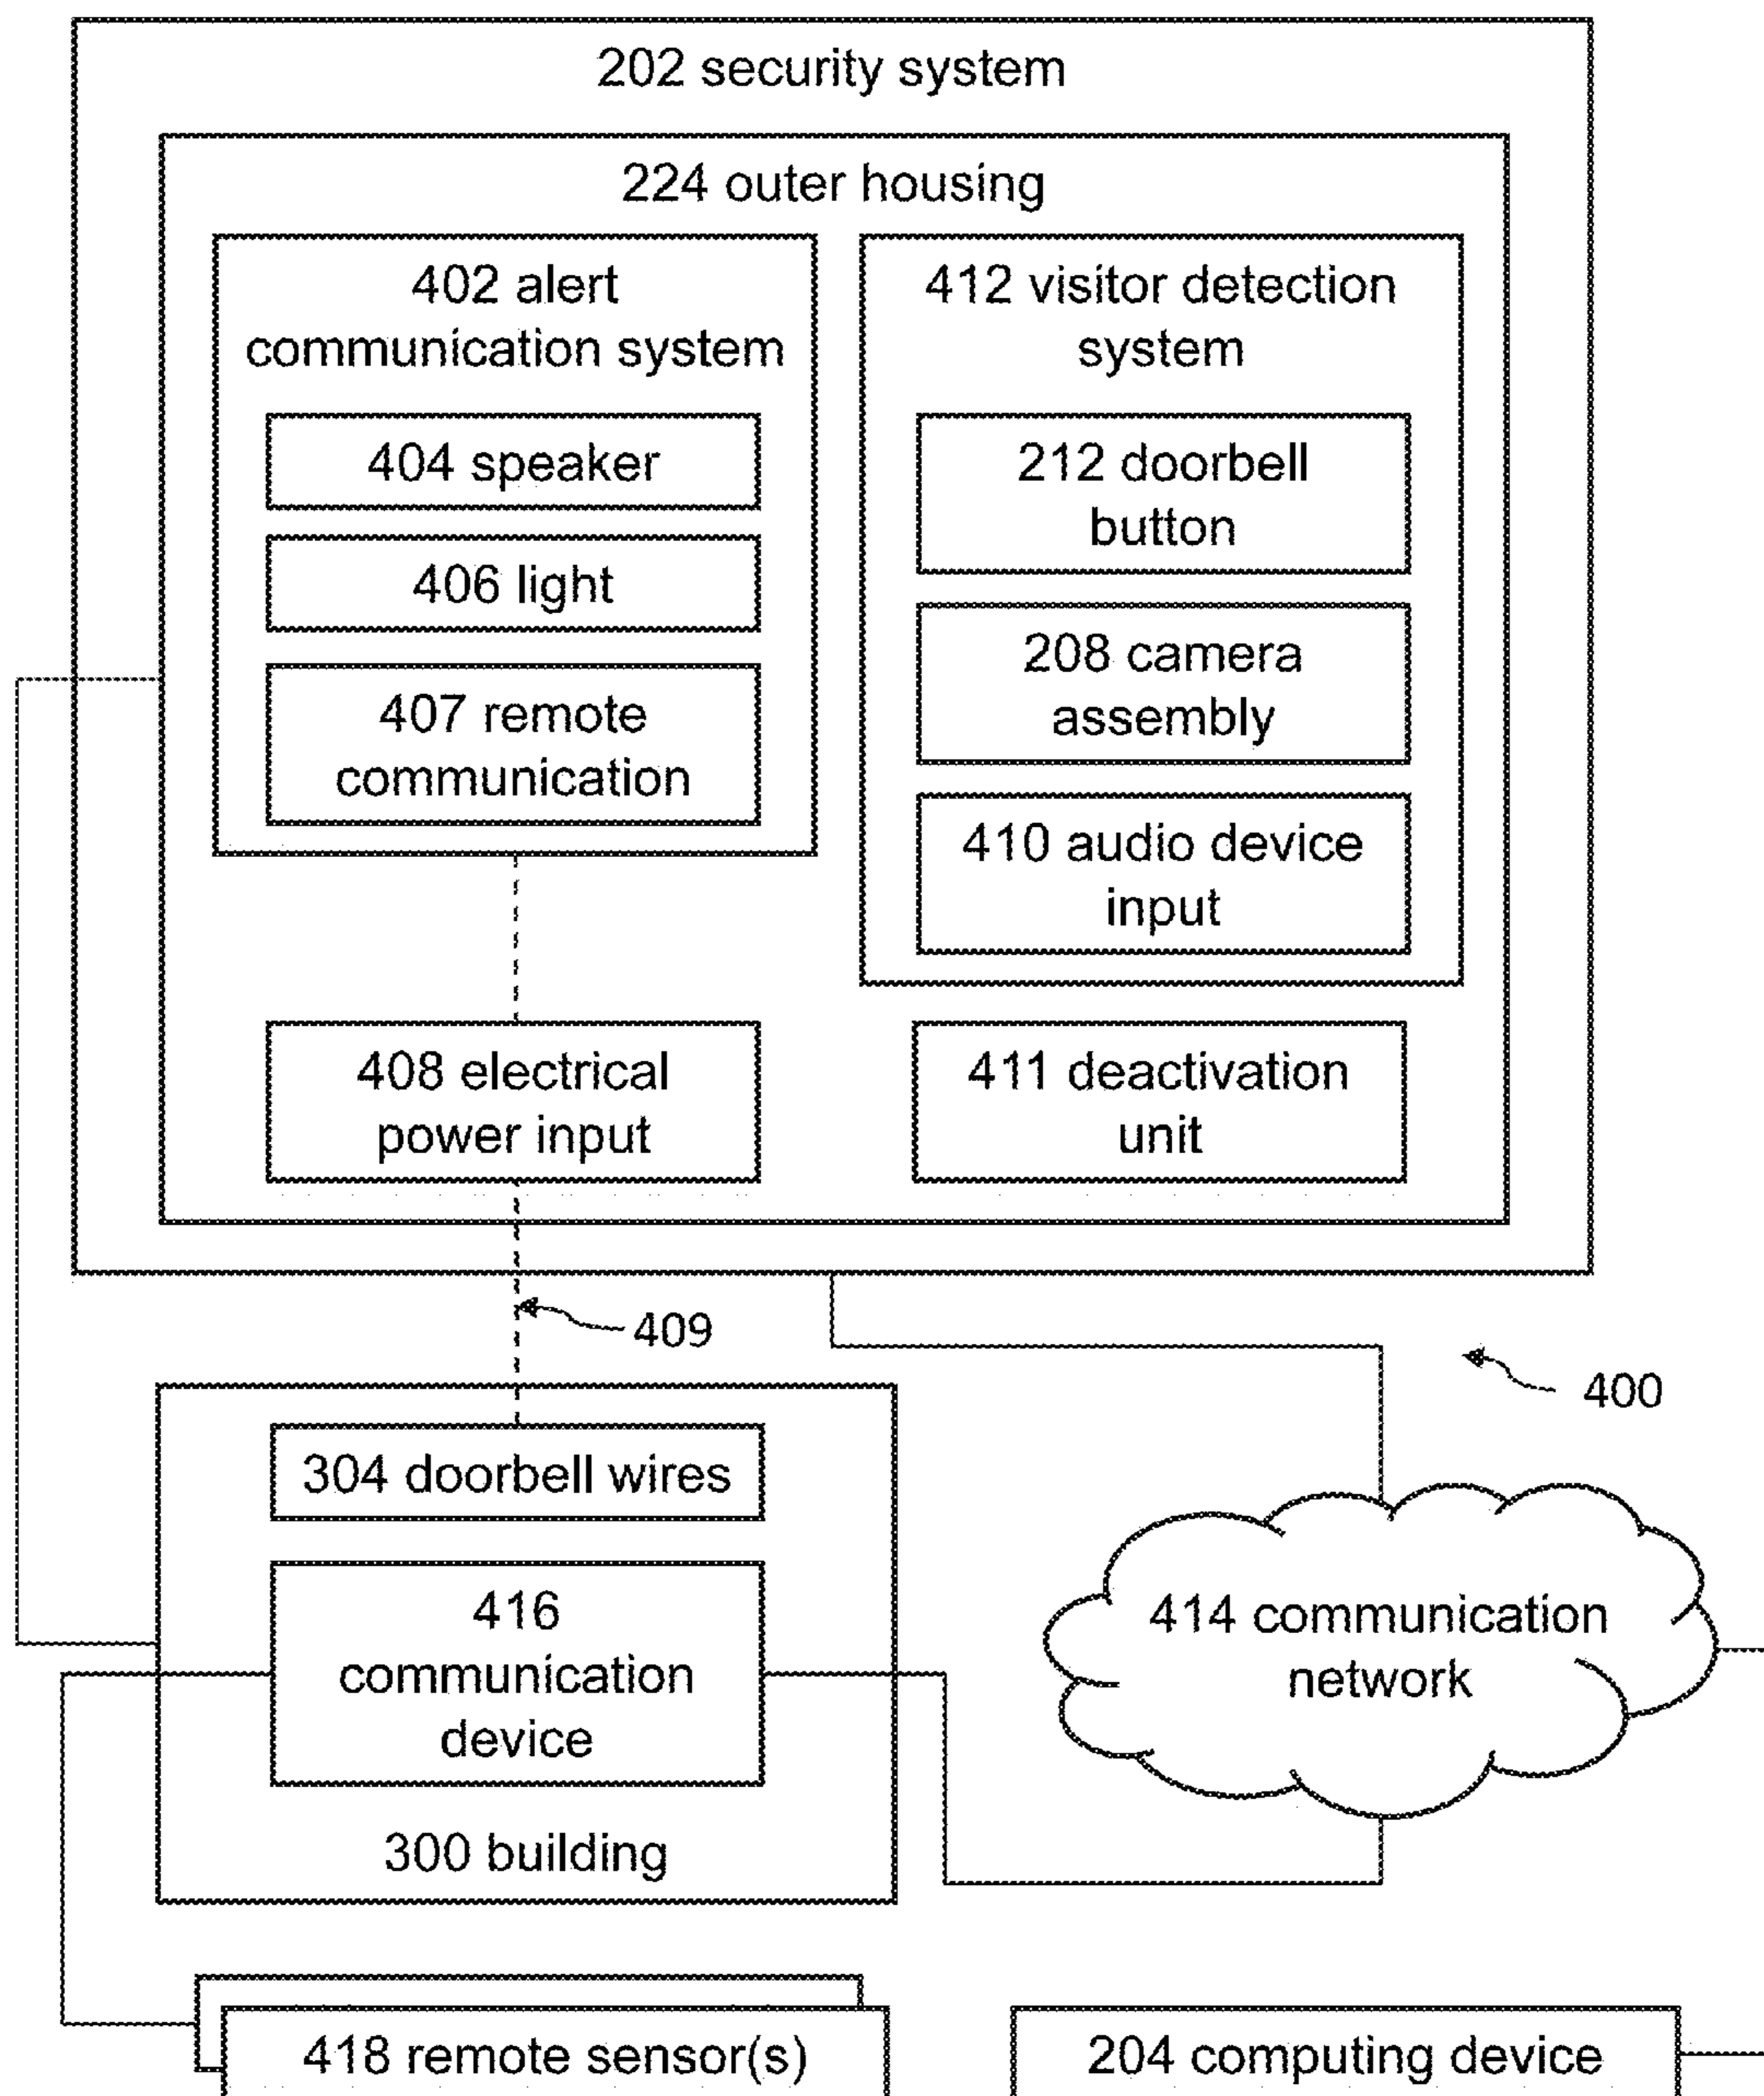 202 security system
224 outer housing
402 alert
communication system
404 speaker
406 light
407 remote
communication
412 visitor detection
system
212 doorbell
button
208 camera
assembly
410 audio device
input
408 electrical
power input
411 deactivation
unit
409
400
304 doorbell wires
416
communication
device
300 building
414 communication
network
418 remote sensor(s)
204 computing device